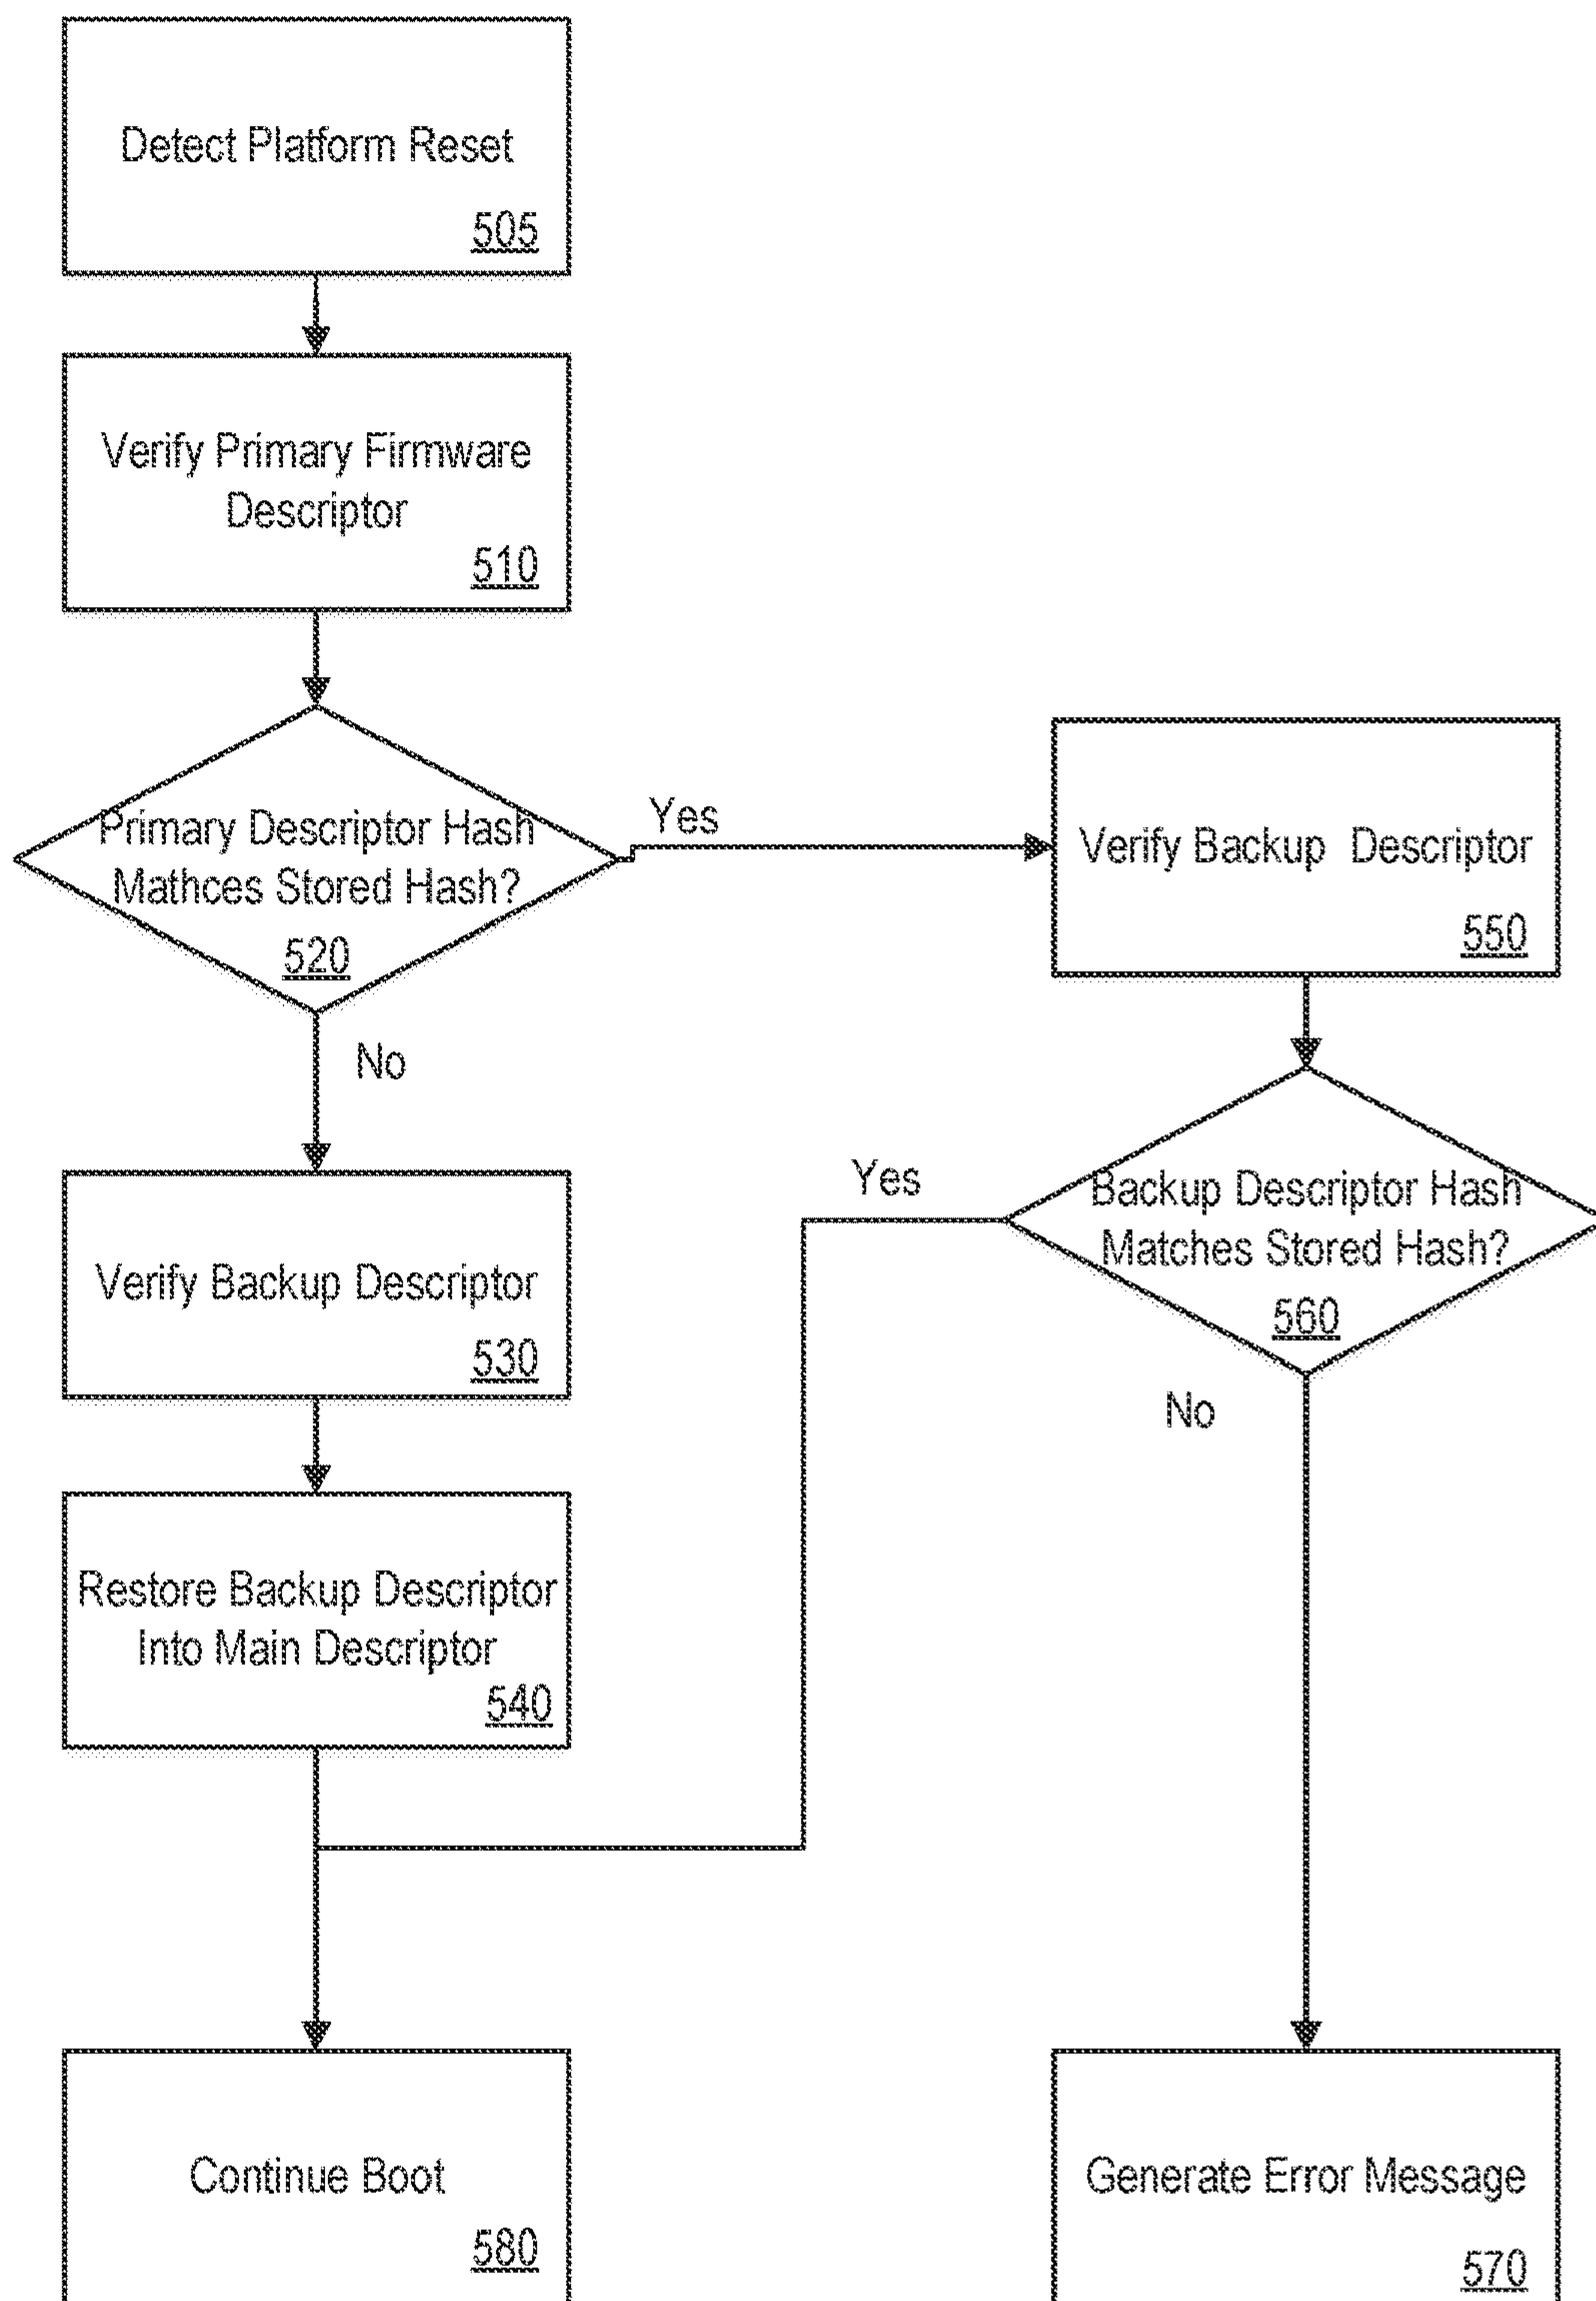 Detect Platform Reset
505
Verify Primary Firmware
Descriptor
510
Primary Descriptor Hash
Mathces Stored Hash?
520
Yes
No
Verify Backup Descriptor
550
Backup Descriptor Hash
Matches Stored Hash?
560
Yes
No
Verify Backup Descriptor
530
Restore Backup Descriptor
Into Main Descriptor
540
Continue Boot
580
Generate Error Message
570